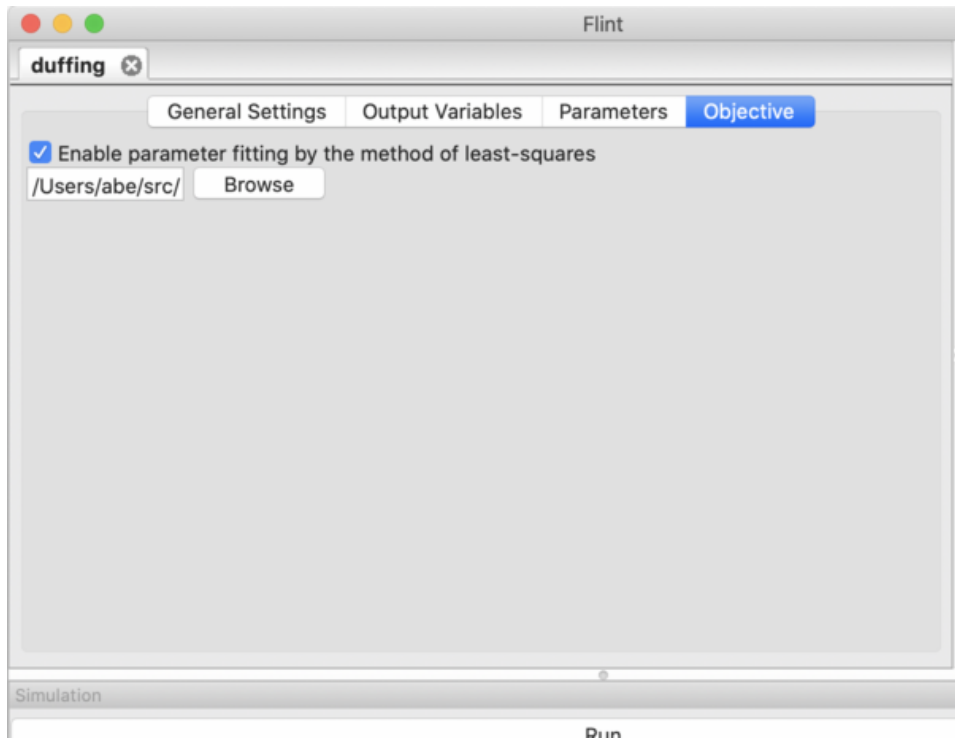 Flint
duffing
General Settings Output Variables Parameters Objective
Enable parameter fitting by the method of least-squares
/Users/abe/src/ Browse
Simulation
Run